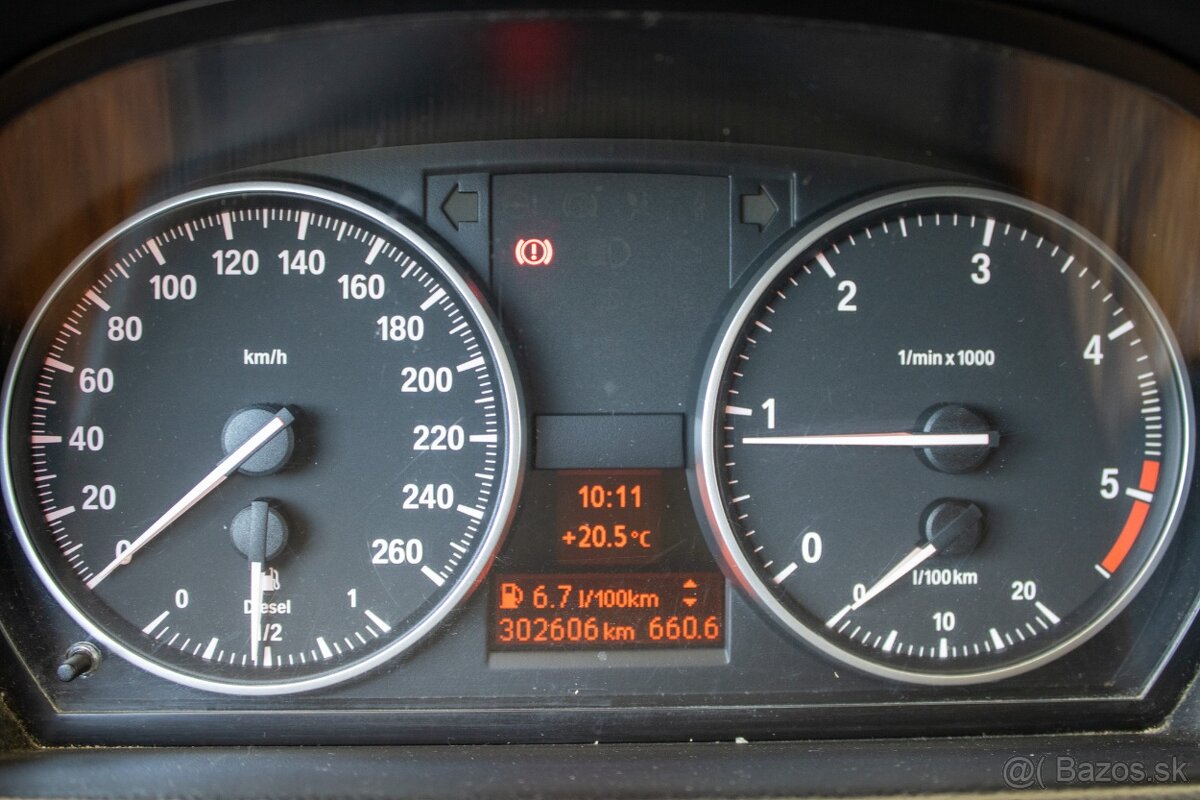 0 20 40 60 80 100 120 140 160 180 200 220 240 260
km/h
0 1/2 1
Diesel
10:11
+20.5°C
6.7 l/100km
302606 km 660.6
0 1 2 3 4 5
1/min x 1000
l/100km
0 10 20
@( Bazos.sk